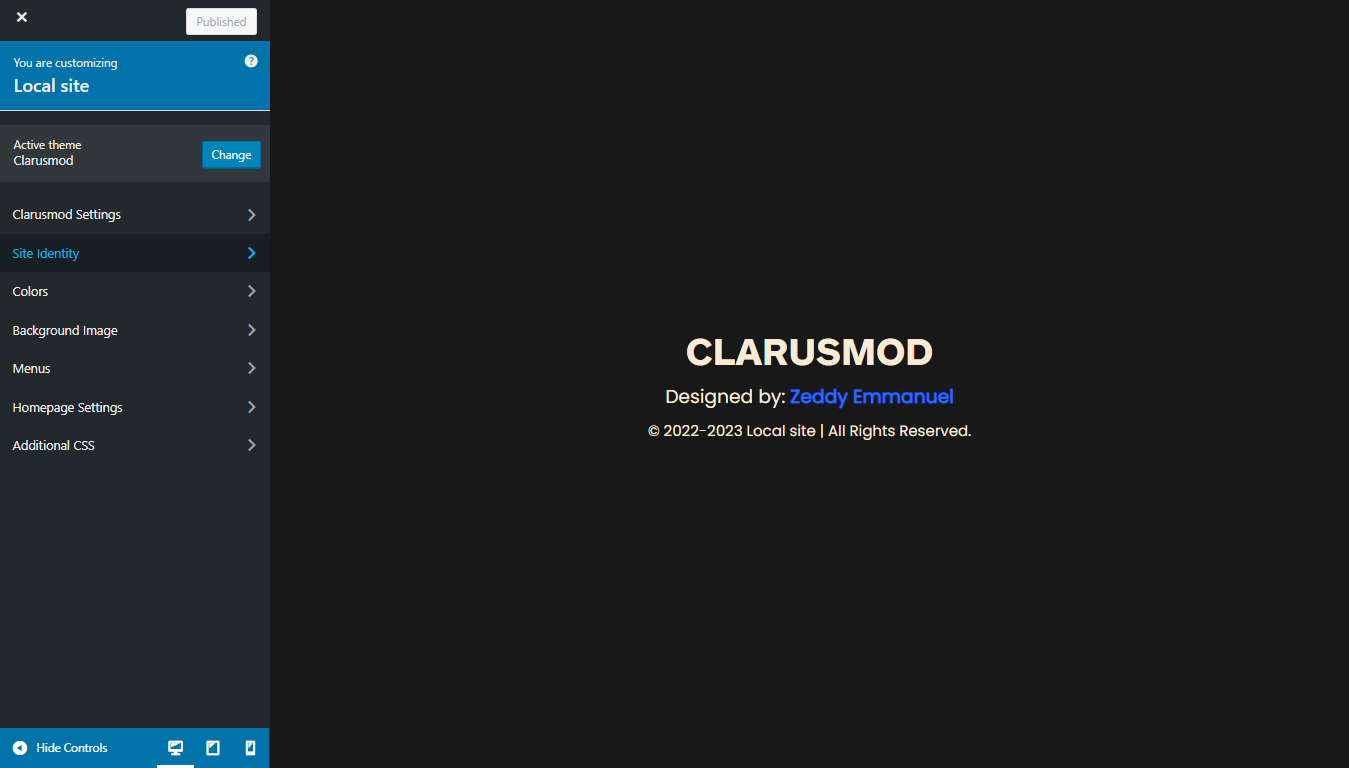 Published
You are customizing
Local site
Active theme
Clarusmod
Change
Clarusmod Settings
Site Identity
Colors
Background Image
Menus
Homepage Settings
Additional CSS
Hide Controls
CLARUSMOD
Designed by: Zeddy Emmanuel
© 2022-2023 Local site | All Rights Reserved.